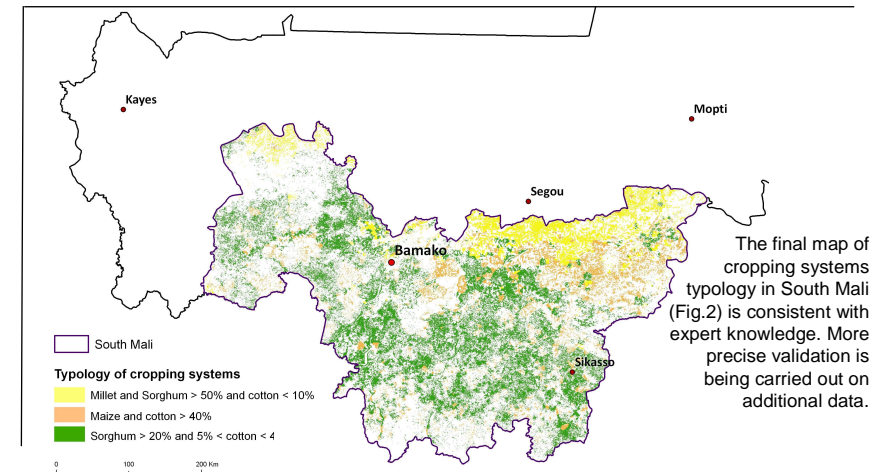 Kayes
Mopti
Segou
Bamako
Sikasso
The final map of
cropping systems
typology in South Mali
(Fig.2) is consistent with
expert knowledge. More
precise validation is
being carried out on
additional data.
South Mali
Typology of cropping systems
Millet and Sorghum > 50% and cotton < 10%
Maize and cotton > 40%
Sorghum > 20% and 5% < cotton < 4
0 100 200 Km